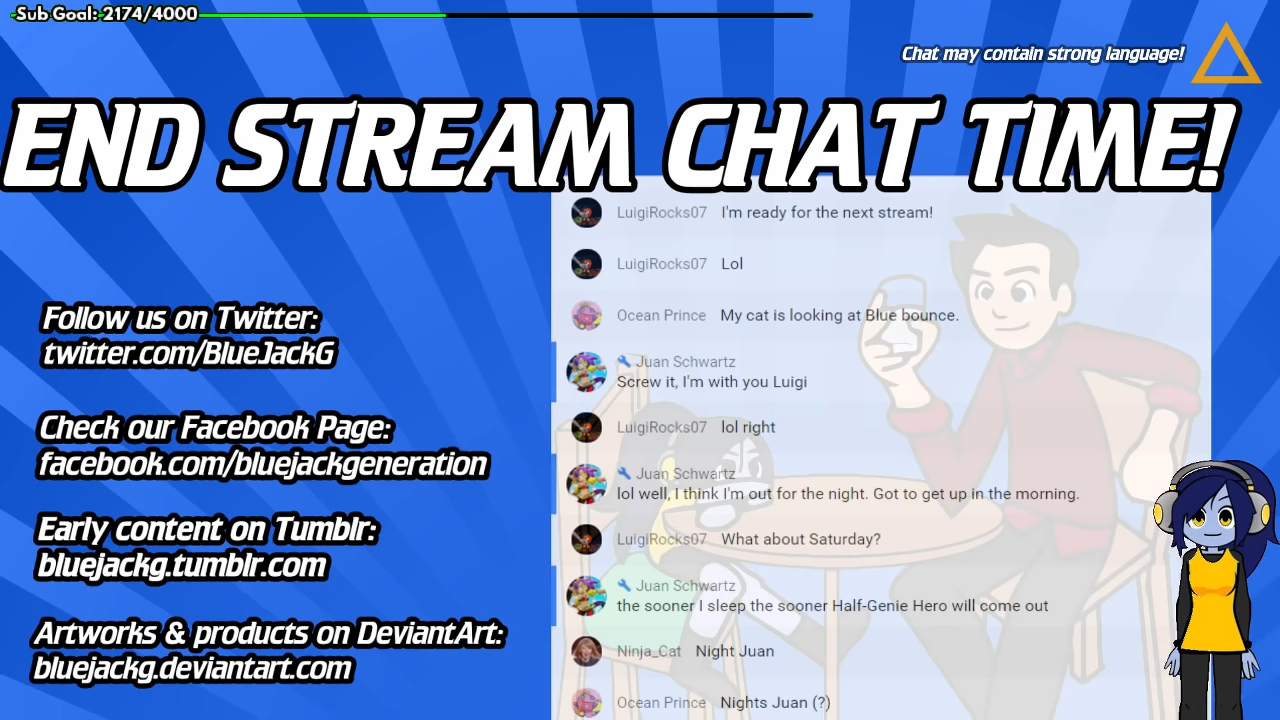 Sub Goal: 2174/4000
Chat may contain strong language!
END STREAM CHAT TIME!
Follow us on Twitter:
twitter.com/BlueJackG
Check our Facebook Page:
facebook.com/bluejackgeneration
Early content on Tumblr:
bluejackg.tumblr.com
Artworks & products on DeviantArt:
bluejackg.deviantart.com
LuigiRocks07 I'm ready for the next stream!
LuigiRocks07 Lol
Ocean Prince My cat is looking at Blue bounce.
Juan Schwartz
Screw it, I'm with you Luigi
LuigiRocks07 lol right
Juan Schwartz
lol well, I think I'm out for the night. Got to get up in the morning.
LuigiRocks07 What about Saturday?
Juan Schwartz
the sooner I sleep the sooner Half-Genie Hero will come out
Ninja_Cat Night Juan
Ocean Prince Nights Juan (?)